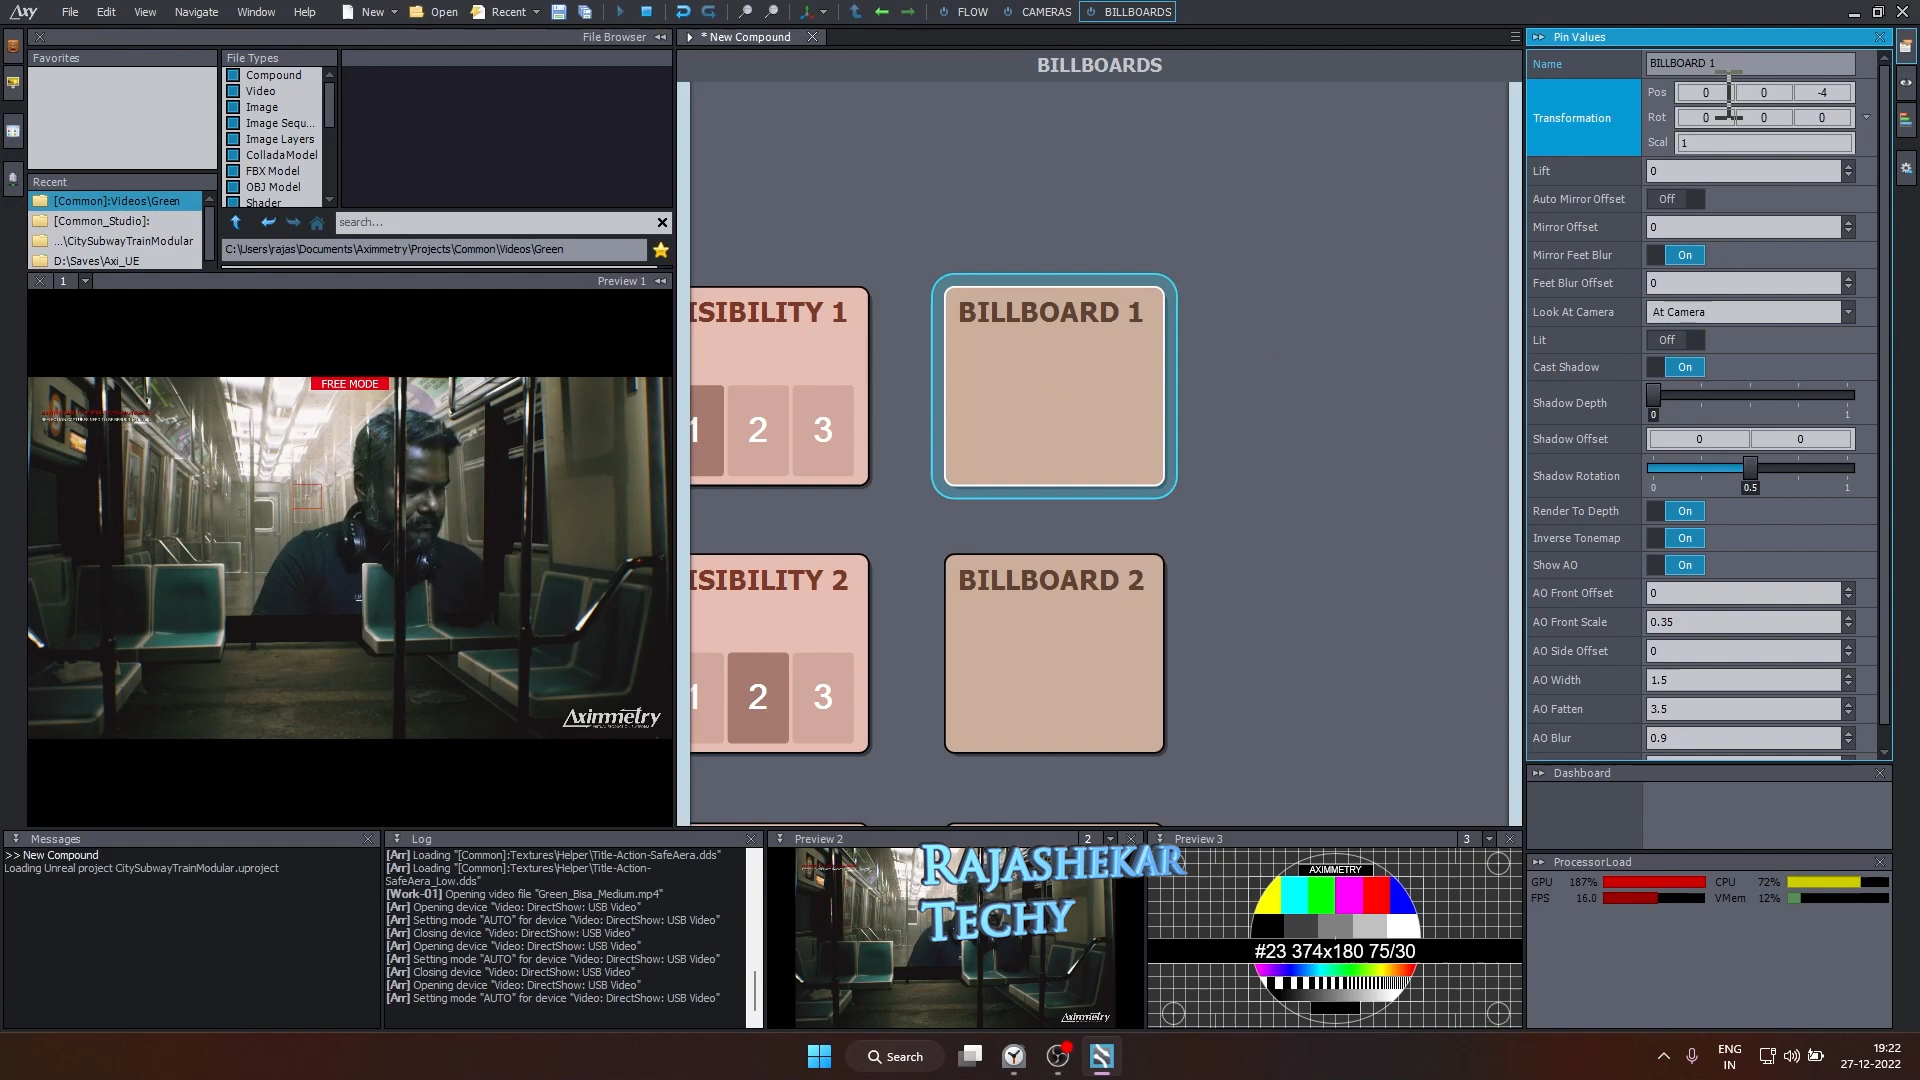 Axy File Edit View Navigate Window Help New Open Recent FLOW CAMERAS BILLBOARDS
File Browser
Favorites
File Types
Compound
Video
Image
Image Sequ...
Image Layers
ColladaModel
FBX Model
OBJ Model
Shader
Recent
[Common]:Videos\Green
[Common_Studio]:
...\CitySubwayTrainModular
D:\Saves\Axi_UE
search...
C:\Users\rajas\Documents\Aximmetry\Projects\Common\Videos\Green
1
Preview 1
FREE MODE
Aximmetry
* New Compound
BILLBOARDS
ISIBILITY 1
1 2 3
BILLBOARD 1
ISIBILITY 2
1 2 3
BILLBOARD 2
Pin Values
Name BILLBOARD 1
Transformation
Pos 0 0 -4
Rot 0 0 0
Scal 1
Lift 0
Auto Mirror Offset Off
Mirror Offset 0
Mirror Feet Blur On
Feet Blur Offset 0
Look At Camera At Camera
Lit Off
Cast Shadow On
Shadow Depth 0 1
Shadow Offset 0 0
Shadow Rotation 0 0.5 1
Render To Depth On
Inverse Tonemap On
Show AO On
AO Front Offset 0
AO Front Scale 0.35
AO Side Offset 0
AO Width 1.5
AO Fatten 3.5
AO Blur 0.9
Dashboard
ProcessorLoad
GPU 187% CPU 72%
FPS 16.0 VMem 12%
Messages
>> New Compound
Loading Unreal project CitySubwayTrainModular.uproject
Log
[Arr] Loading "[Common]:Textures\Helper\Title-Action-SafeAera.dds"
[Arr] Loading "[Common]:Textures\Helper\Title-Action-
SafeAera_Low.dds"
[Work-01] Opening video file "Green_Bisa_Medium.mp4"
[Arr] Opening device "Video: DirectShow: USB Video"
[Arr] Setting mode "AUTO" for device "Video: DirectShow: USB Video"
[Arr] Closing device "Video: DirectShow: USB Video"
[Arr] Opening device "Video: DirectShow: USB Video"
[Arr] Setting mode "AUTO" for device "Video: DirectShow: USB Video"
[Arr] Closing device "Video: DirectShow: USB Video"
[Arr] Opening device "Video: DirectShow: USB Video"
[Arr] Setting mode "AUTO" for device "Video: DirectShow: USB Video"
Preview 2
2
RAJASHEKAR
TECHY
Aximmetry
Preview 3
3
AXIMMETRY
#23 374x180 75/30
Search
ENG
IN
19:22
27-12-2022